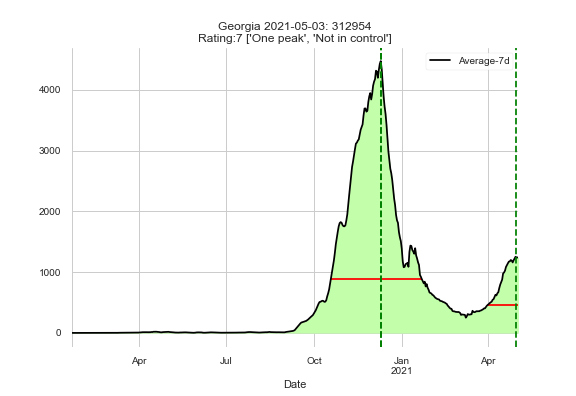 Georgia 2021-05-03: 312954
Rating:7 ['One peak', 'Not in control']
Average-7d
4000
3000
2000
1000
0
Apr Jul Oct Jan Apr
2021
Date